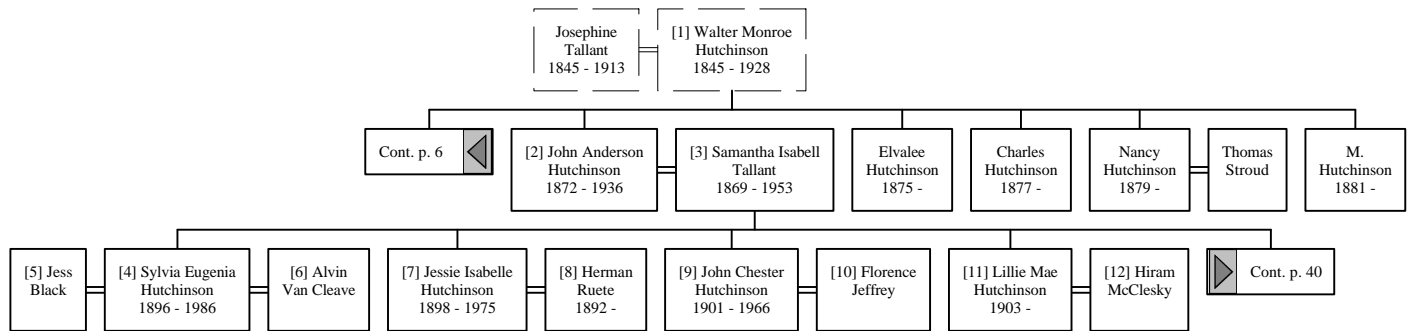 Josephine
Tallant
1845 - 1913
[1] Walter Monroe
Hutchinson
1845 - 1928
Cont. p. 6
[2] John Anderson
Hutchinson
1872 - 1936
[3] Samantha Isabell
Tallant
1869 - 1953
Elvalee
Hutchinson
1875 -
Charles
Hutchinson
1877 -
Nancy
Hutchinson
1879 -
Thomas
Stroud
M.
Hutchinson
1881 -
[5] Jess
Black
[4] Sylvia Eugenia
Hutchinson
1896 - 1986
[6] Alvin
Van Cleave
[7] Jessie Isabelle
Hutchinson
1898 - 1975
[8] Herman
Ruete
1892 -
[9] John Chester
Hutchinson
1901 - 1966
[10] Florence
Jeffrey
[11] Lillie Mae
Hutchinson
1903 -
[12] Hiram
McClesky
Cont. p. 40